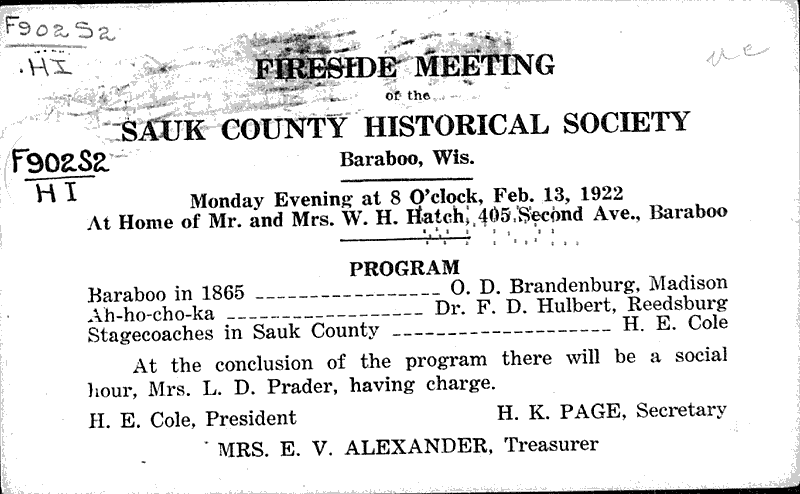 F902S2
.HI
ue
FIRESIDE MEETING
of the
SAUK COUNTY HISTORICAL SOCIETY
Baraboo, Wis.
F902S2
HI
Monday Evening at 8 O'clock, Feb. 13, 1922
At Home of Mr. and Mrs. W. H. Hatch, 405 Second Ave., Baraboo
PROGRAM
Baraboo in 1865 ------------------ O. D. Brandenburg, Madison
Ah-ho-cho-ka ------------------ Dr. F. D. Hulbert, Reedsburg
Stagecoaches in Sauk County -------------------- H. E. Cole
At the conclusion of the program there will be a social
hour, Mrs. L. D. Prader, having charge.
H. E. Cole, President H. K. PAGE, Secretary
MRS. E. V. ALEXANDER, Treasurer